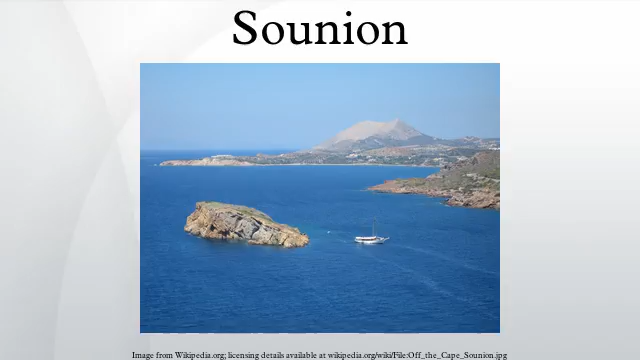 Sounion
Image from Wikipedia.org; licensing details available at wikipedia.org/wiki/File:Off_the_Cape_Sounion.jpg